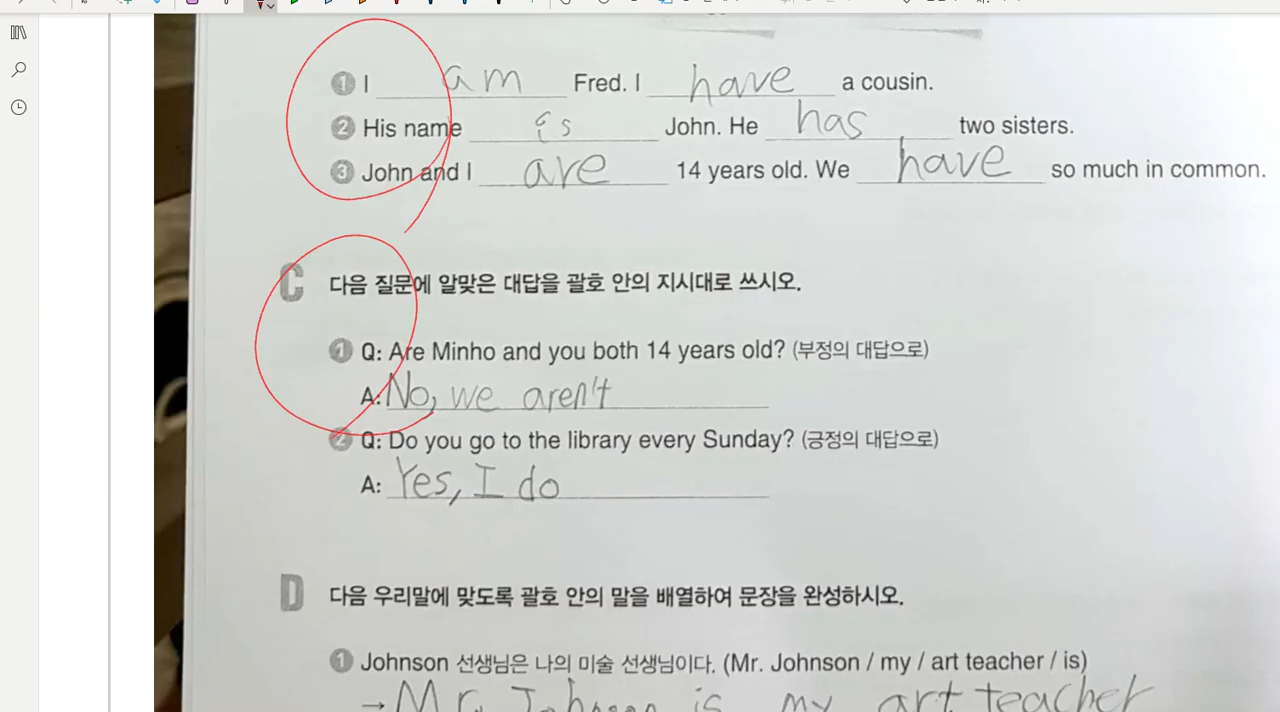 1 I am Fred. I have a cousin.
2 His name is John. He has two sisters.
3 John and I are 14 years old. We have so much in common.
C 다음 질문에 알맞은 대답을 괄호 안의 지시대로 쓰시오.
1 Q: Are Minho and you both 14 years old? (부정의 대답으로)
A: No, we aren't
2 Q: Do you go to the library every Sunday? (긍정의 대답으로)
A: Yes, I do
D 다음 우리말에 맞도록 괄호 안의 말을 배열하여 문장을 완성하시오.
1 Johnson 선생님은 나의 미술 선생님이다. (Mr. Johnson / my / art teacher / is)
→ Mr. Johnson is my art teacher